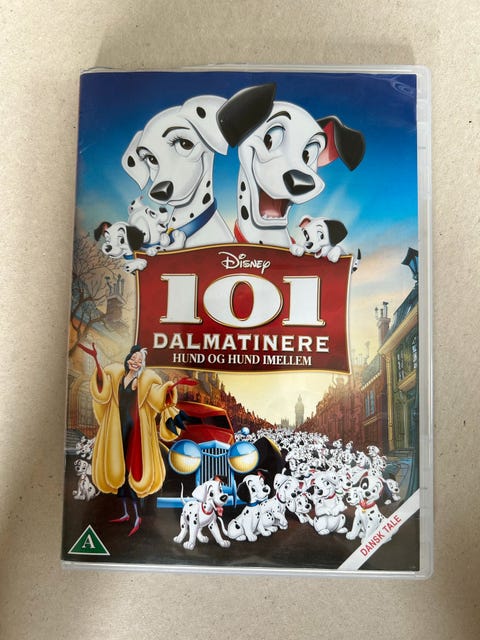 Disney
101
DALMATINERE
HUND OG HUND IMELLEM
A
DANSK TALE